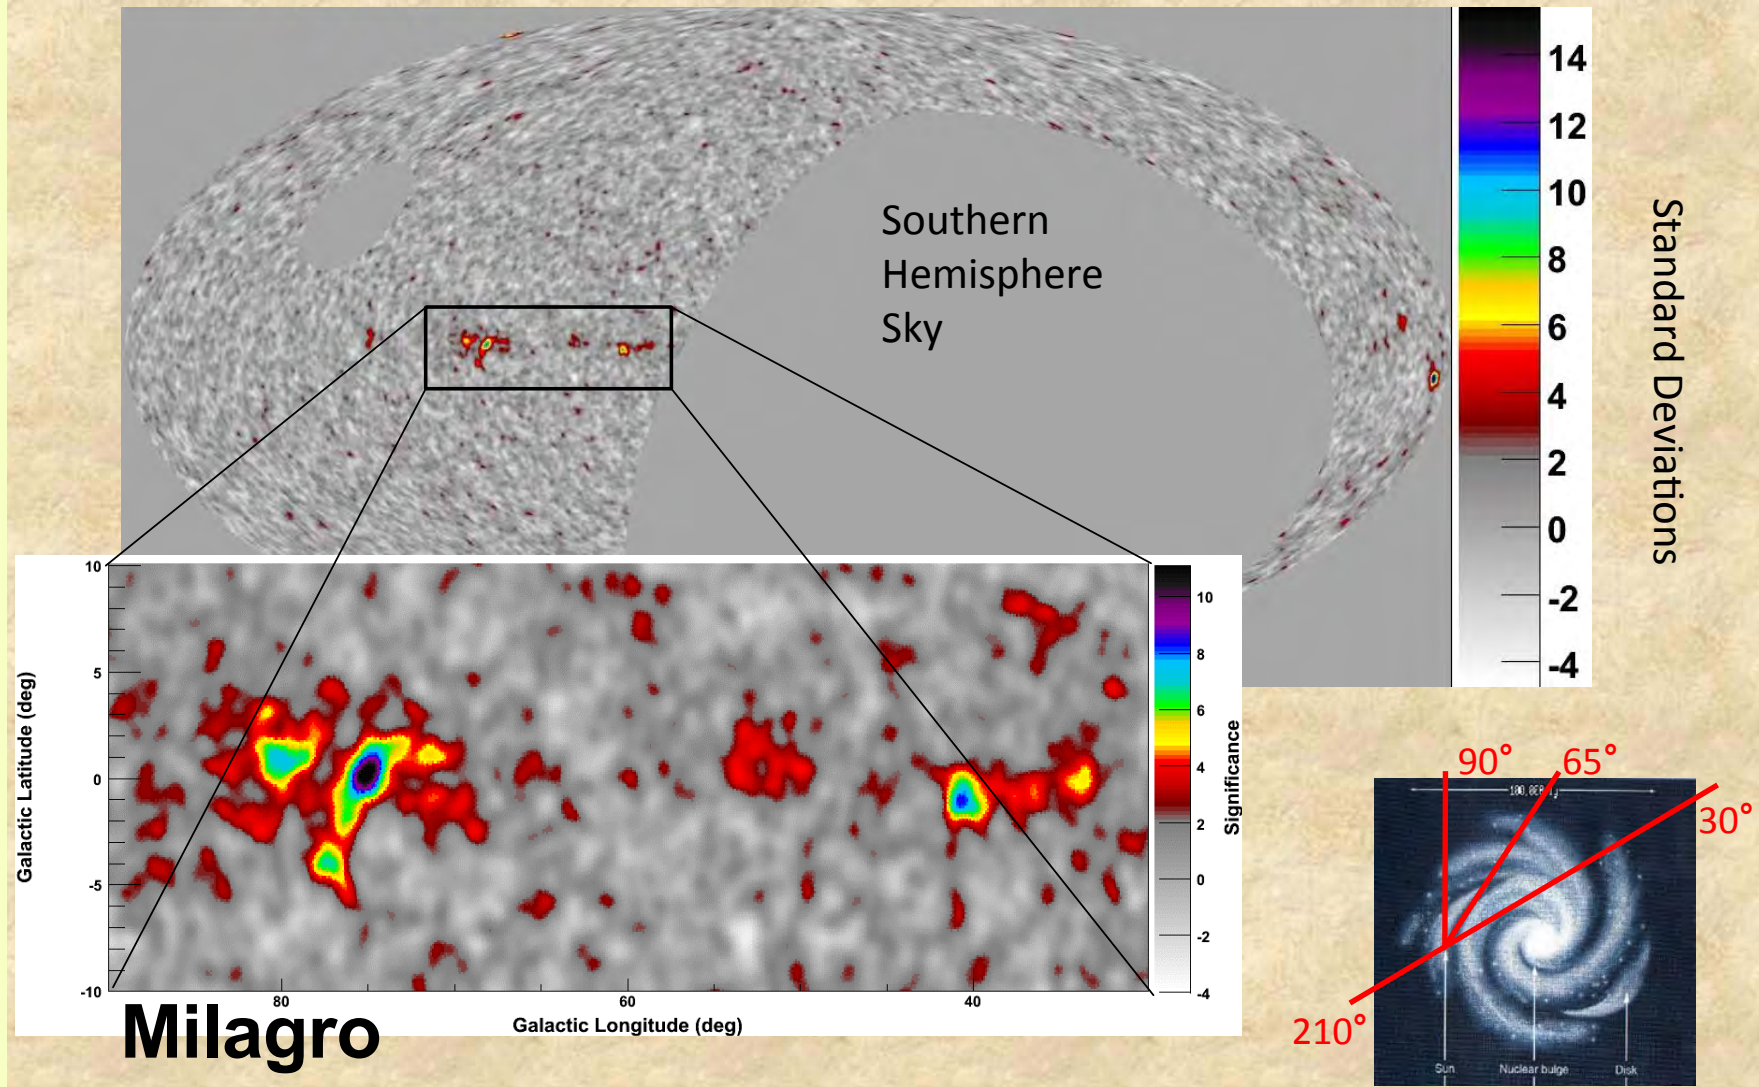 14
12
10
8
6
4
2
0
-2
-4
Standard Deviations
Southern
Hemisphere
Sky
10
5
0
-5
-10
Galactic Latitude (deg)
80
60
40
Galactic Longitude (deg)
10
8
6
4
2
0
-2
-4
Significance
Milagro
90°
65°
30°
210°
Sun
Nuclear bulge
Disk